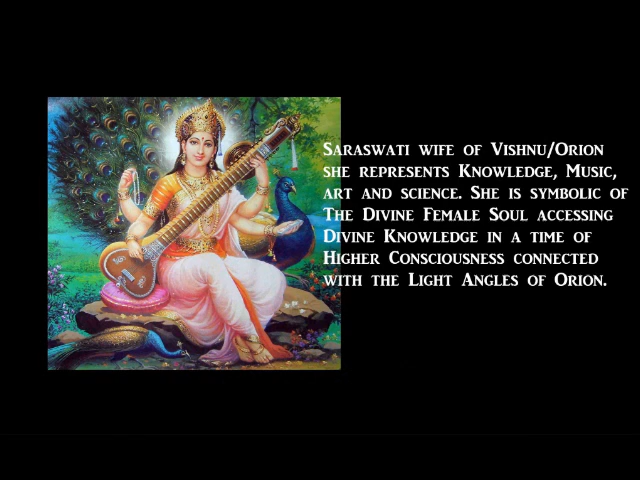 Saraswati wife of Vishnu/Orion
she represents Knowledge, Music,
art and science. She is symbolic of
The Divine Female Soul accessing
Divine Knowledge in a time of
Higher Consciousness connected
with the Light Angles of Orion.